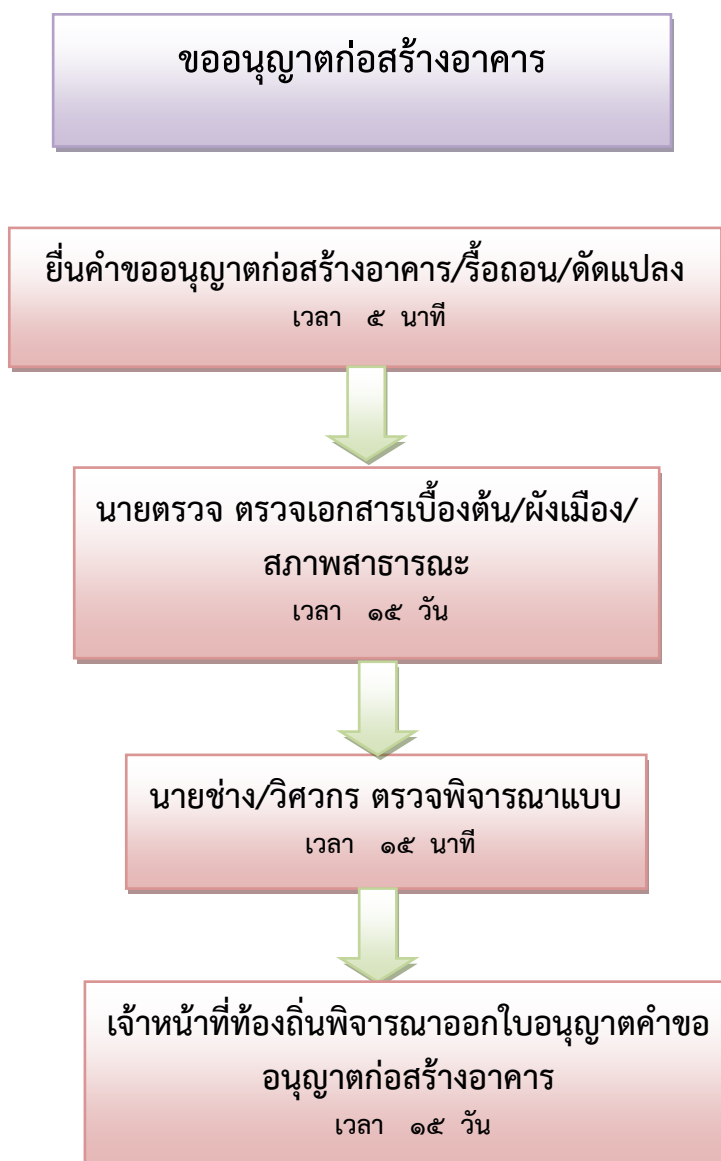 ขออนุญาตก่อสร้างอาคาร
ยื่นคำขออนุญาตก่อสร้างอาคาร/รื้อถอน/ดัดแปลง
เวลา ๕ นาที
นายตรวจ ตรวจเอกสารเบื้องต้น/ผังเมือง/
สภาพสาธารณะ
เวลา ๑๕ วัน
นายช่าง/วิศวกร ตรวจพิจารณาแบบ
เวลา ๑๕ นาที
เจ้าหน้าที่ท้องถิ่นพิจารณาออกใบอนุญาตคำขอ
อนุญาตก่อสร้างอาคาร
เวลา ๑๕ วัน